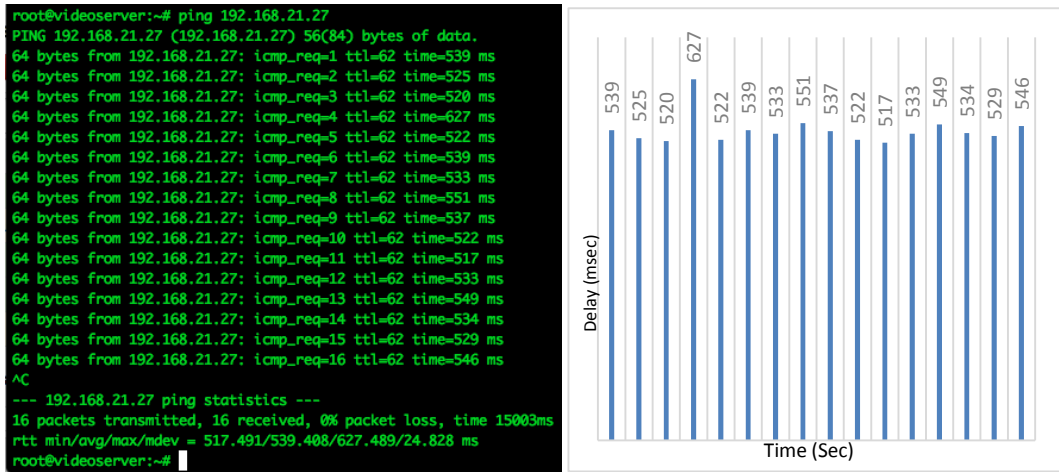 root@videoserver:~# ping 192.168.21.27
PING 192.168.21.27 (192.168.21.27) 56(84) bytes of data.
64 bytes from 192.168.21.27: icmp_req=1 ttl=62 time=539 ms
64 bytes from 192.168.21.27: icmp_req=2 ttl=62 time=525 ms
64 bytes from 192.168.21.27: icmp_req=3 ttl=62 time=520 ms
64 bytes from 192.168.21.27: icmp_req=4 ttl=62 time=627 ms
64 bytes from 192.168.21.27: icmp_req=5 ttl=62 time=522 ms
64 bytes from 192.168.21.27: icmp_req=6 ttl=62 time=539 ms
64 bytes from 192.168.21.27: icmp_req=7 ttl=62 time=533 ms
64 bytes from 192.168.21.27: icmp_req=8 ttl=62 time=551 ms
64 bytes from 192.168.21.27: icmp_req=9 ttl=62 time=537 ms
64 bytes from 192.168.21.27: icmp_req=10 ttl=62 time=522 ms
64 bytes from 192.168.21.27: icmp_req=11 ttl=62 time=517 ms
64 bytes from 192.168.21.27: icmp_req=12 ttl=62 time=533 ms
64 bytes from 192.168.21.27: icmp_req=13 ttl=62 time=549 ms
64 bytes from 192.168.21.27: icmp_req=14 ttl=62 time=534 ms
64 bytes from 192.168.21.27: icmp_req=15 ttl=62 time=529 ms
64 bytes from 192.168.21.27: icmp_req=16 ttl=62 time=546 ms
^C
--- 192.168.21.27 ping statistics ---
16 packets transmitted, 16 received, 0% packet loss, time 15003ms
rtt min/avg/max/mdev = 517.491/539.408/627.489/24.828 ms
root@videoserver:~#
Delay (msec)
539
525
520
627
522
539
533
551
537
522
517
533
549
534
529
546
Time (Sec)